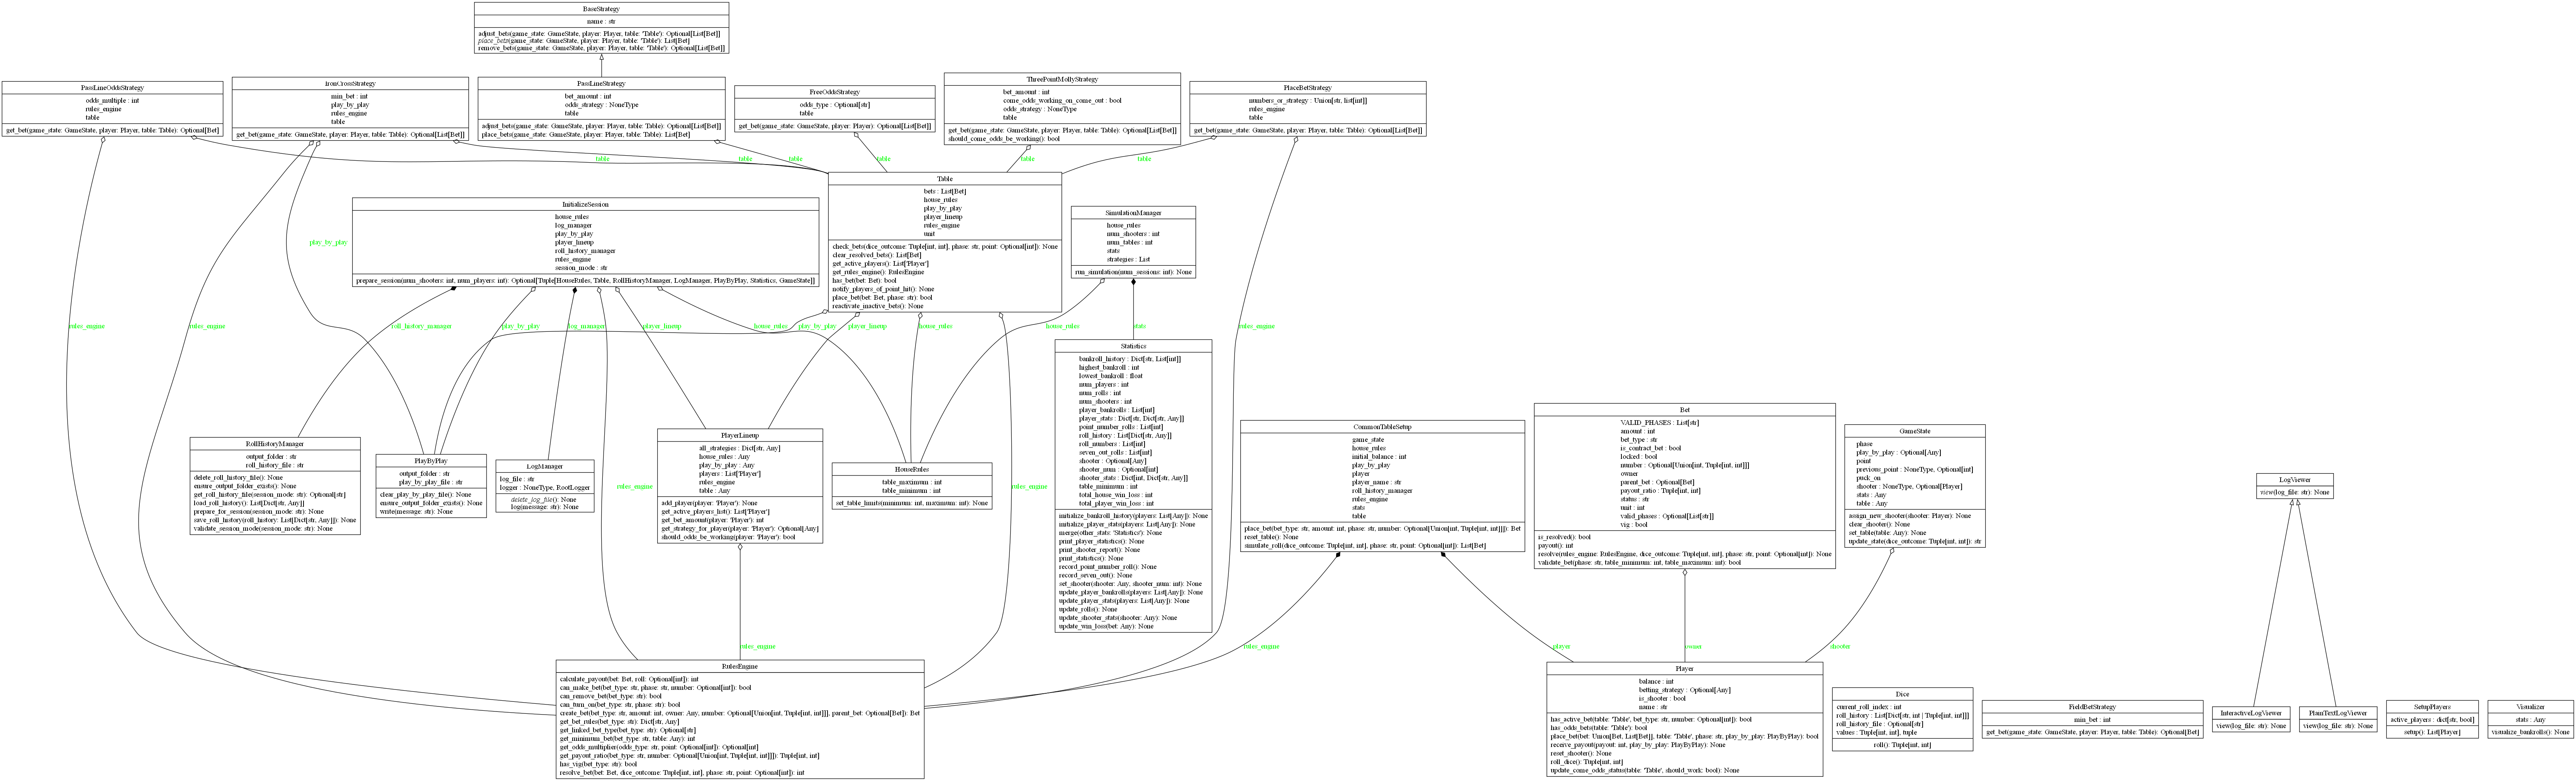 BaseStrategy
name : str
adjust_bets(game_state: GameState, player: Player, table: 'Table'): Optional[List[Bet]]
place_bets(game_state: GameState, player: Player, table: 'Table'): List[Bet]
remove_bets(game_state: GameState, player: Player, table: 'Table'): Optional[List[Bet]]
PassLineOddsStrategy
odds_multiple : int
rules_engine
table
get_bet(game_state: GameState, player: Player, table: Table): Optional[Bet]
ironCrossStrategy
min_bet : int
play_by_play
rules_engine
table
get_bet(game_state: GameState, player: Player, table: Table): Optional[List[Bet]]
PassLineStrategy
bet_amount : int
odds_strategy : NoneType
table
adjust_bets(game_state: GameState, player: Player, table: Table): Optional[List[Bet]]
place_bets(game_state: GameState, player: Player, table: Table): List[Bet]
FreeOddsStrategy
odds_type : Optional[str]
table
get_bet(game_state: GameState, player: Player): Optional[List[Bet]]
ThreePointMollyStrategy
bet_amount : int
come_odds_working_on_come_out : bool
odds_strategy : NoneType
table
get_bet(game_state: GameState, player: Player, table: Table): Optional[List[Bet]]
should_come_odds_be_working(): bool
PlaceBetStrategy
numbers_or_strategy : Union[str, list[int]]
rules_engine
table
get_bet(game_state: GameState, player: Player, table: Table): Optional[List[Bet]]
table
table
table
table
table
table
InitializeSession
house_rules
log_manager
play_by_play
player_lineup
roll_history_manager
rules_engine
session_mode : str
prepare_session(num_shooters: int, num_players: int): Optional[Tuple[HouseRules, Table, RollHistoryManager, LogManager, PlayByPlay, Statistics, GameState]]
Table
bets : List[Bet]
house_rules
play_by_play
player_lineup
rules_engine
unit
check_bets(dice_outcome: Tuple[int, int], phase: str, point: Optional[int]): None
clear_resolved_bets(): List[Bet]
get_active_players(): List['Player']
get_rules_engine(): RulesEngine
has_bet(bet: Bet): bool
notify_players_of_point_hit(): None
place_bet(bet: Bet, phase: str): bool
reactivate_inactive_bets(): None
SimulationManager
house_rules
num_shooters : int
num_tables : int
stats
strategies : List
run_simulation(num_sessions: int): None
play_by_play
rules_engine
rules_engine
roll_history_manager
play_by_play
log_manager
player_lineup
house_rules
play_by_play
player_lineup
house_rules
house_rules
stats
rules_engine
Statistics
bankroll_history : Dict[str, List[int]]
highest_bankroll : int
lowest_bankroll : float
num_players : int
num_rolls : int
num_shooters : int
player_bankrolls : List[int]
player_stats : Dict[str, Dict[str, Any]]
point_number_rolls : List[int]
roll_history : List[Dict[str, Any]]
roll_numbers : List[int]
seven_out_rolls : List[int]
shooter : Optional[Any]
shooter_num : Optional[int]
shooter_stats : Dict[int, Dict[str, Any]]
table_minimum : int
total_house_win_loss : int
total_player_win_loss : int
initialize_bankroll_history(players: List[Any]): None
initialize_player_stats(players: List[Any]): None
merge(other_stats: 'Statistics'): None
print_player_statistics(): None
print_shooter_report(): None
print_statistics(): None
record_point_number_roll(): None
record_seven_out(): None
set_shooter(shooter: Any, shooter_num: int): None
update_player_bankrolls(players: List[Any]): None
update_player_stats(players: List[Any]): None
update_rolls(): None
update_shooter_stats(shooter: Any): None
update_win_loss(bet: Any): None
RollHistoryManager
output_folder : str
roll_history_file : str
delete_roll_history_file(): None
ensure_output_folder_exists(): None
get_roll_history_file(session_mode: str): Optional[str]
load_roll_history(): List[Dict[str, Any]]
prepare_for_session(session_mode: str): None
save_roll_history(roll_history: List[Dict[str, Any]]): None
validate_session_mode(session_mode: str): None
PlayByPlay
output_folder : str
play_by_play_file : str
clear_play_by_play_file(): None
ensure_output_folder_exists(): None
write(message: str): None
LogManager
log_file : str
logger : NoneType, RootLogger
delete_log_file(): None
log(message: str): None
PlayerLineup
all_strategies : Dict[str, Any]
house_rules : Any
play_by_play : Any
players : List['Player']
rules_engine
table : Any
add_player(player: 'Player'): None
get_active_players_list(): List['Player']
get_bet_amount(player: 'Player'): int
get_strategy_for_player(player: 'Player'): Optional[Any]
should_odds_be_working(player: 'Player'): bool
HouseRules
table_maximum : int
table_minimum : int
set_table_limits(minimum: int, maximum: int): None
CommonTableSetup
game_state
house_rules
initial_balance : int
play_by_play
player
player_name : str
roll_history_manager
rules_engine
stats
table
place_bet(bet_type: str, amount: int, phase: str, number: Optional[Union[int, Tuple[int, int]]]): Bet
reset_table(): None
simulate_roll(dice_outcome: Tuple[int, int], phase: str, point: Optional[int]): List[Bet]
Bet
VALID_PHASES : List[str]
amount : int
bet_type : str
is_contract_bet : bool
locked : bool
number : Optional[Union[int, Tuple[int, int]]]
owner
parent_bet : Optional[Bet]
payout_ratio : Tuple[int, int]
status : str
unit : int
valid_phases : Optional[List[str]]
vig : bool
is_resolved(): bool
payout(): int
resolve(rules_engine: RulesEngine, dice_outcome: Tuple[int, int], phase: str, point: Optional[int]): None
validate_bet(phase: str, table_minimum: int, table_maximum: int): bool
GameState
phase
play_by_play : Optional[Any]
point
previous_point : NoneType, Optional[int]
puck_on
shooter : NoneType, Optional[Player]
stats : Any
table : Any
assign_new_shooter(shooter: Player): None
clear_shooter(): None
set_table(table: Any): None
update_state(dice_outcome: Tuple[int, int]): str
LogViewer
view(log_file: str): None
rules_engine
rules_engine
rules_engine
rules_engine
player
owner
shooter
RulesEngine
calculate_payout(bet: Bet, roll: Optional[int]): int
can_make_bet(bet_type: str, phase: str, number: Optional[int]): bool
can_remove_bet(bet_type: str): bool
can_turn_on(bet_type: str, phase: str): bool
create_bet(bet_type: str, amount: int, owner: Any, number: Optional[Union[int, Tuple[int, int]]], parent_bet: Optional[Bet]): Bet
get_bet_rules(bet_type: str): Dict[str, Any]
get_linked_bet_type(bet_type: str): Optional[str]
get_minimum_bet(bet_type: str, table: Any): int
get_odds_multiplier(odds_type: str, point: Optional[int]): Optional[int]
get_payout_ratio(bet_type: str, number: Optional[Union[int, Tuple[int, int]]]): Tuple[int, int]
has_vig(bet_type: str): bool
resolve_bet(bet: Bet, dice_outcome: Tuple[int, int], phase: str, point: Optional[int]): int
Player
balance : int
betting_strategy : Optional[Any]
is_shooter : bool
name : str
has_active_bet(table: 'Table', bet_type: str, number: Optional[int]): bool
has_odds_bets(table: 'Table'): bool
place_bet(bet: Union[Bet, List[Bet]], table: 'Table', phase: str, play_by_play: PlayByPlay): bool
receive_payout(payout: int, play_by_play: PlayByPlay): None
reset_shooter(): None
roll_dice(): Tuple[int, int]
update_come_odds_status(table: 'Table', should_work: bool): None
Dice
current_roll_index : int
roll_history : List[Dict[str, int | Tuple[int, int]]]
roll_history_file : Optional[str]
values : Tuple[int, int], tuple
roll(): Tuple[int, int]
FieldBetStrategy
min_bet : int
get_bet(game_state: GameState, player: Player, table: Table): Optional[Bet]
InteractiveLogViewer
view(log_file: str): None
PlainTextLogViewer
view(log_file: str): None
SetupPlayers
active_players : dict[str, bool]
setup(): List[Player]
Visualizer
stats : Any
visualize_bankrolls(): None